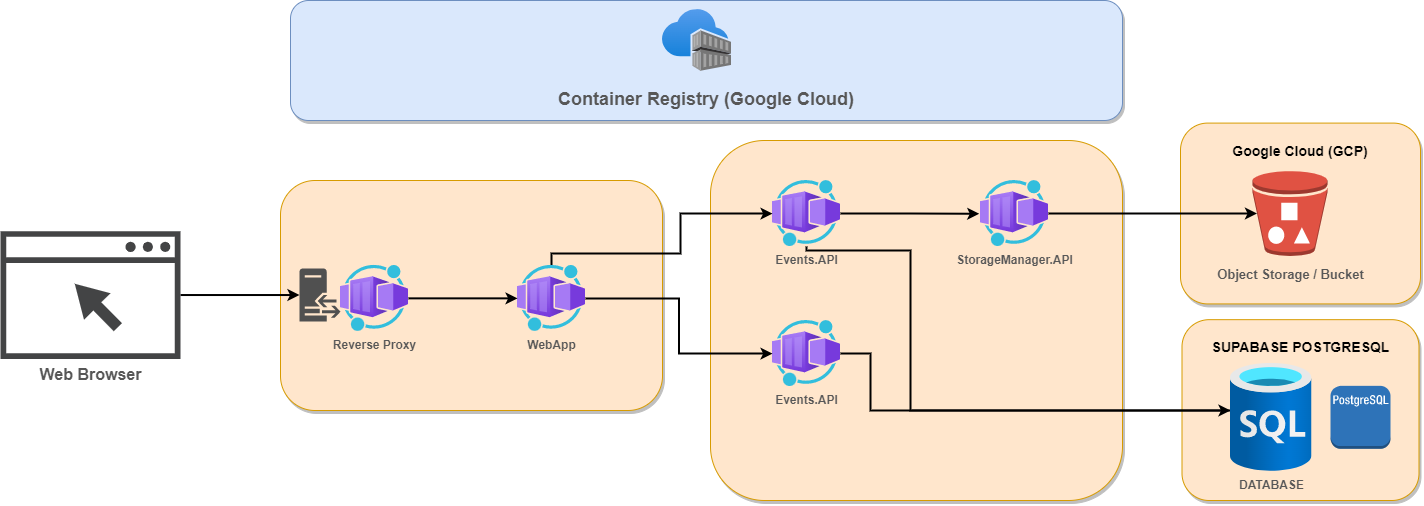 Container Registry (Google Cloud)
Google Cloud (GCP)
Events.API
StorageManager.API
Object Storage / Bucket
Reverse Proxy
WebApp
Web Browser
Events.API
SUPABASE POSTGRESQL
PostgreSQL
SQL
DATABASE